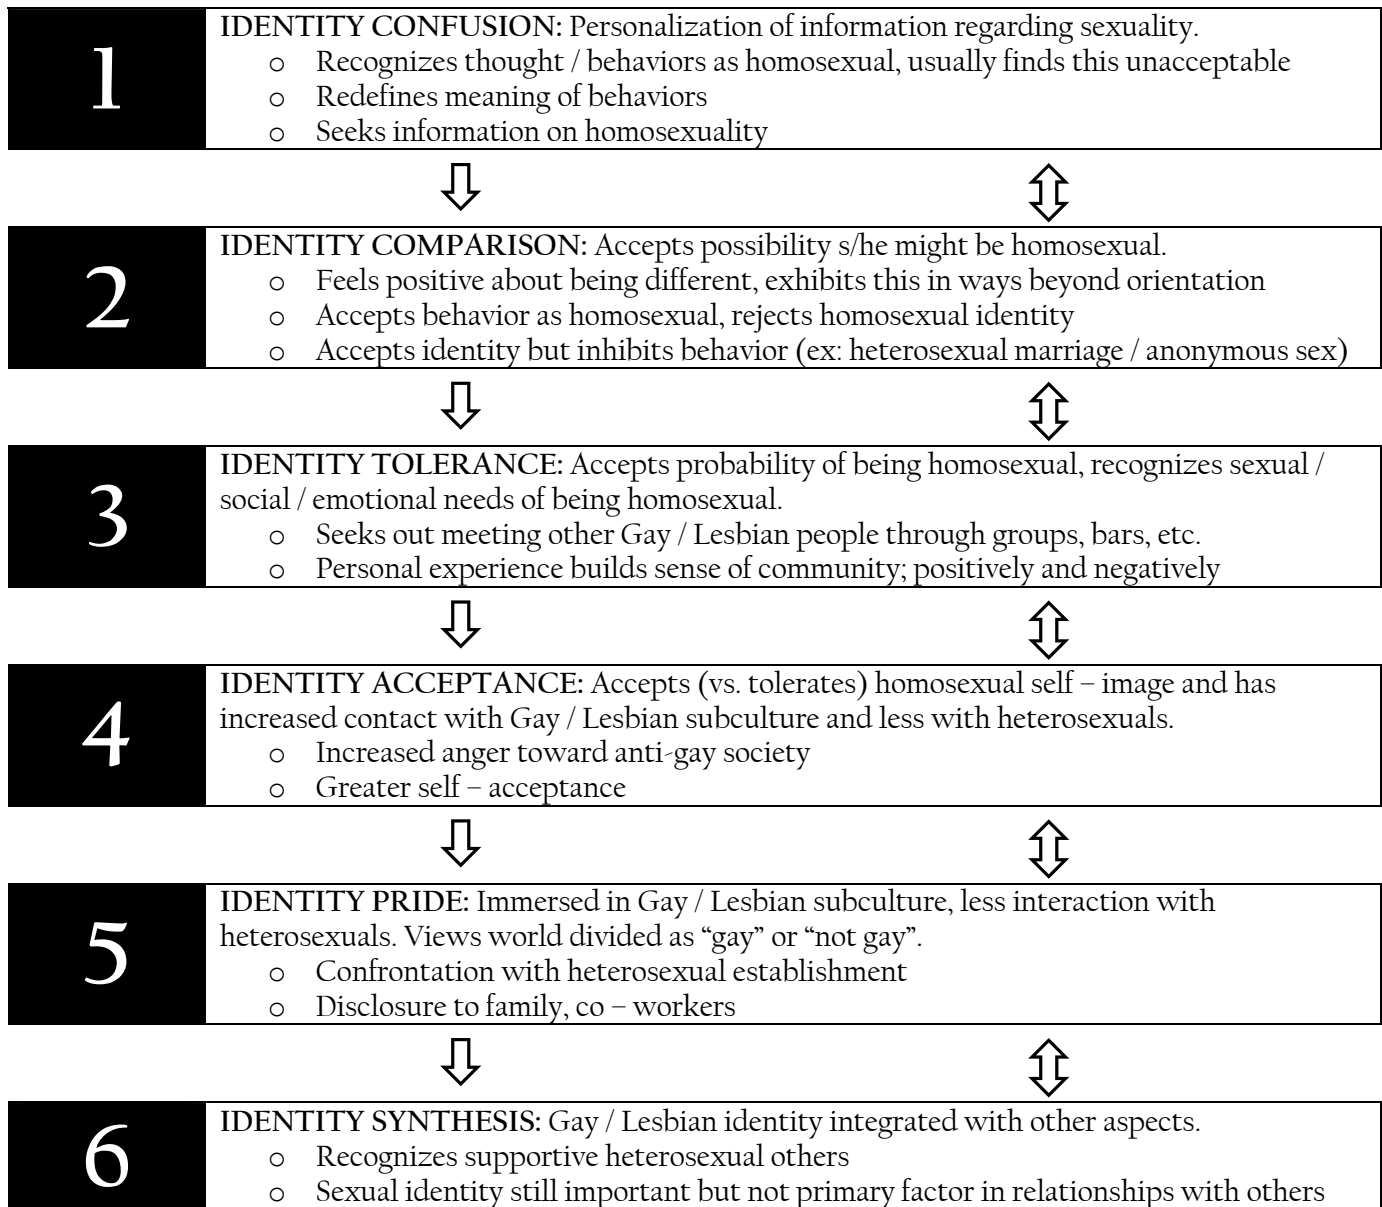 1
IDENTITY CONFUSION: Personalization of information regarding sexuality.
o Recognizes thought / behaviors as homosexual, usually finds this unacceptable
o Redefines meaning of behaviors
o Seeks information on homosexuality
2
IDENTITY COMPARISON: Accepts possibility s/he might be homosexual.
o Feels positive about being different, exhibits this in ways beyond orientation
o Accepts behavior as homosexual, rejects homosexual identity
o Accepts identity but inhibits behavior (ex: heterosexual marriage / anonymous sex)
3
IDENTITY TOLERANCE: Accepts probability of being homosexual, recognizes sexual /
social / emotional needs of being homosexual.
o Seeks out meeting other Gay / Lesbian people through groups, bars, etc.
o Personal experience builds sense of community; positively and negatively
4
IDENTITY ACCEPTANCE: Accepts (vs. tolerates) homosexual self – image and has
increased contact with Gay / Lesbian subculture and less with heterosexuals.
o Increased anger toward anti-gay society
o Greater self – acceptance
5
IDENTITY PRIDE: Immersed in Gay / Lesbian subculture, less interaction with
heterosexuals. Views world divided as “gay” or “not gay”.
o Confrontation with heterosexual establishment
o Disclosure to family, co – workers
6
IDENTITY SYNTHESIS: Gay / Lesbian identity integrated with other aspects.
o Recognizes supportive heterosexual others
o Sexual identity still important but not primary factor in relationships with others